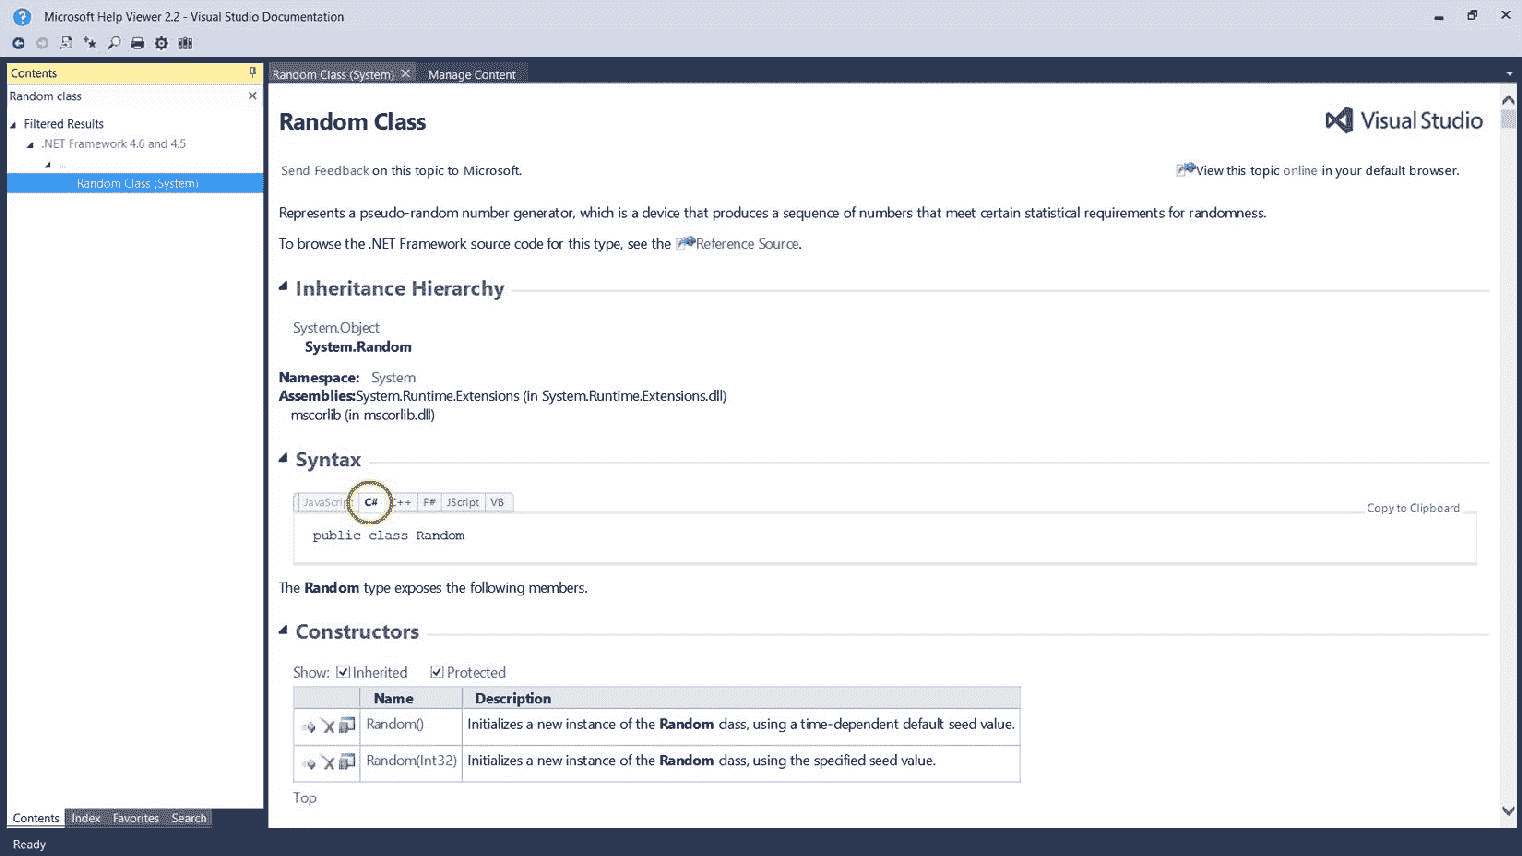 Microsoft Help Viewer 2.2 - Visual Studio Documentation
Contents
Random class
Filtered Results
.NET Framework 4.6 and 4.5
...
Random Class (System)
Contents Index Favorites Search
Ready
Random Class (System) Manage Content
Random Class
Visual Studio
Send Feedback on this topic to Microsoft.
View this topic online in your default browser.
Represents a pseudo-random number generator, which is a device that produces a sequence of numbers that meet certain statistical requirements for randomness.
To browse the .NET Framework source code for this type, see the Reference Source.
Inheritance Hierarchy
System.Object
System.Random
Namespace: System
Assemblies:System.Runtime.Extensions (in System.Runtime.Extensions.dll)
mscorlib (in mscorlib.dll)
Syntax
JavaScript C# C++ F# JScript VB
Copy to Clipboard
public class Random
The Random type exposes the following members.
Constructors
Show: Inherited Protected
Name Description
Random() Initializes a new instance of the Random class, using a time-dependent default seed value.
Random(Int32) Initializes a new instance of the Random class, using the specified seed value.
Top